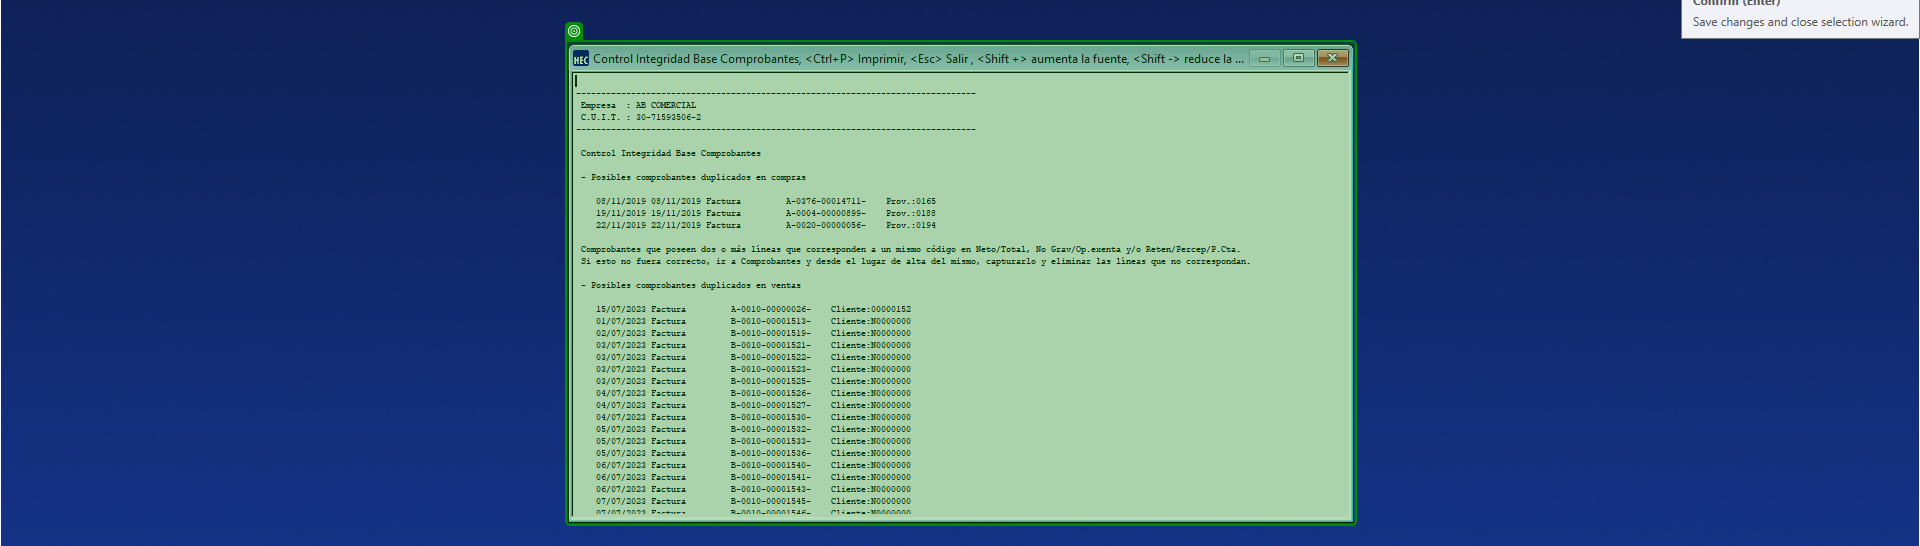 Confirm (Enter)
Save changes and close selection wizard.
HEC Control Integridad Base Comprobantes, <Ctrl+P> Imprimir, <Esc> Salir , <Shift +> aumenta la fuente, <Shift -> reduce la ...
--------------------------------------------------------------------------------
Empresa : AB COMERCIAL
C.U.I.T. : 30-71593506-2
--------------------------------------------------------------------------------
Control Integridad Base Comprobantes
- Posibles comprobantes duplicados en compras
08/11/2019 08/11/2019 Factura A-0376-00014711- Prov.:0165
19/11/2019 19/11/2019 Factura A-0004-00000899- Prov.:0188
22/11/2019 22/11/2019 Factura A-0020-00000056- Prov.:0194
Comprobantes que poseen dos o más líneas que corresponden a un mismo código en Neto/Total, No Grav/Op.exenta y/o Reten/Percep/P.Cta.
Si esto no fuera correcto, ir a Comprobantes y desde el lugar de alta del mismo, capturarlo y eliminar las líneas que no correspondan.
- Posibles comprobantes duplicados en ventas
15/07/2023 Factura A-0010-00000026- Cliente:00000152
01/07/2023 Factura B-0010-00001513- Cliente:N0000000
02/07/2023 Factura B-0010-00001519- Cliente:N0000000
03/07/2023 Factura B-0010-00001521- Cliente:N0000000
03/07/2023 Factura B-0010-00001522- Cliente:N0000000
03/07/2023 Factura B-0010-00001523- Cliente:N0000000
03/07/2023 Factura B-0010-00001525- Cliente:N0000000
04/07/2023 Factura B-0010-00001526- Cliente:N0000000
04/07/2023 Factura B-0010-00001527- Cliente:N0000000
04/07/2023 Factura B-0010-00001530- Cliente:N0000000
05/07/2023 Factura B-0010-00001532- Cliente:N0000000
05/07/2023 Factura B-0010-00001533- Cliente:N0000000
05/07/2023 Factura B-0010-00001536- Cliente:N0000000
06/07/2023 Factura B-0010-00001540- Cliente:N0000000
06/07/2023 Factura B-0010-00001541- Cliente:N0000000
06/07/2023 Factura B-0010-00001543- Cliente:N0000000
07/07/2023 Factura B-0010-00001545- Cliente:N0000000
07/07/2023 Factura B-0010-00001546- Cliente:N0000000